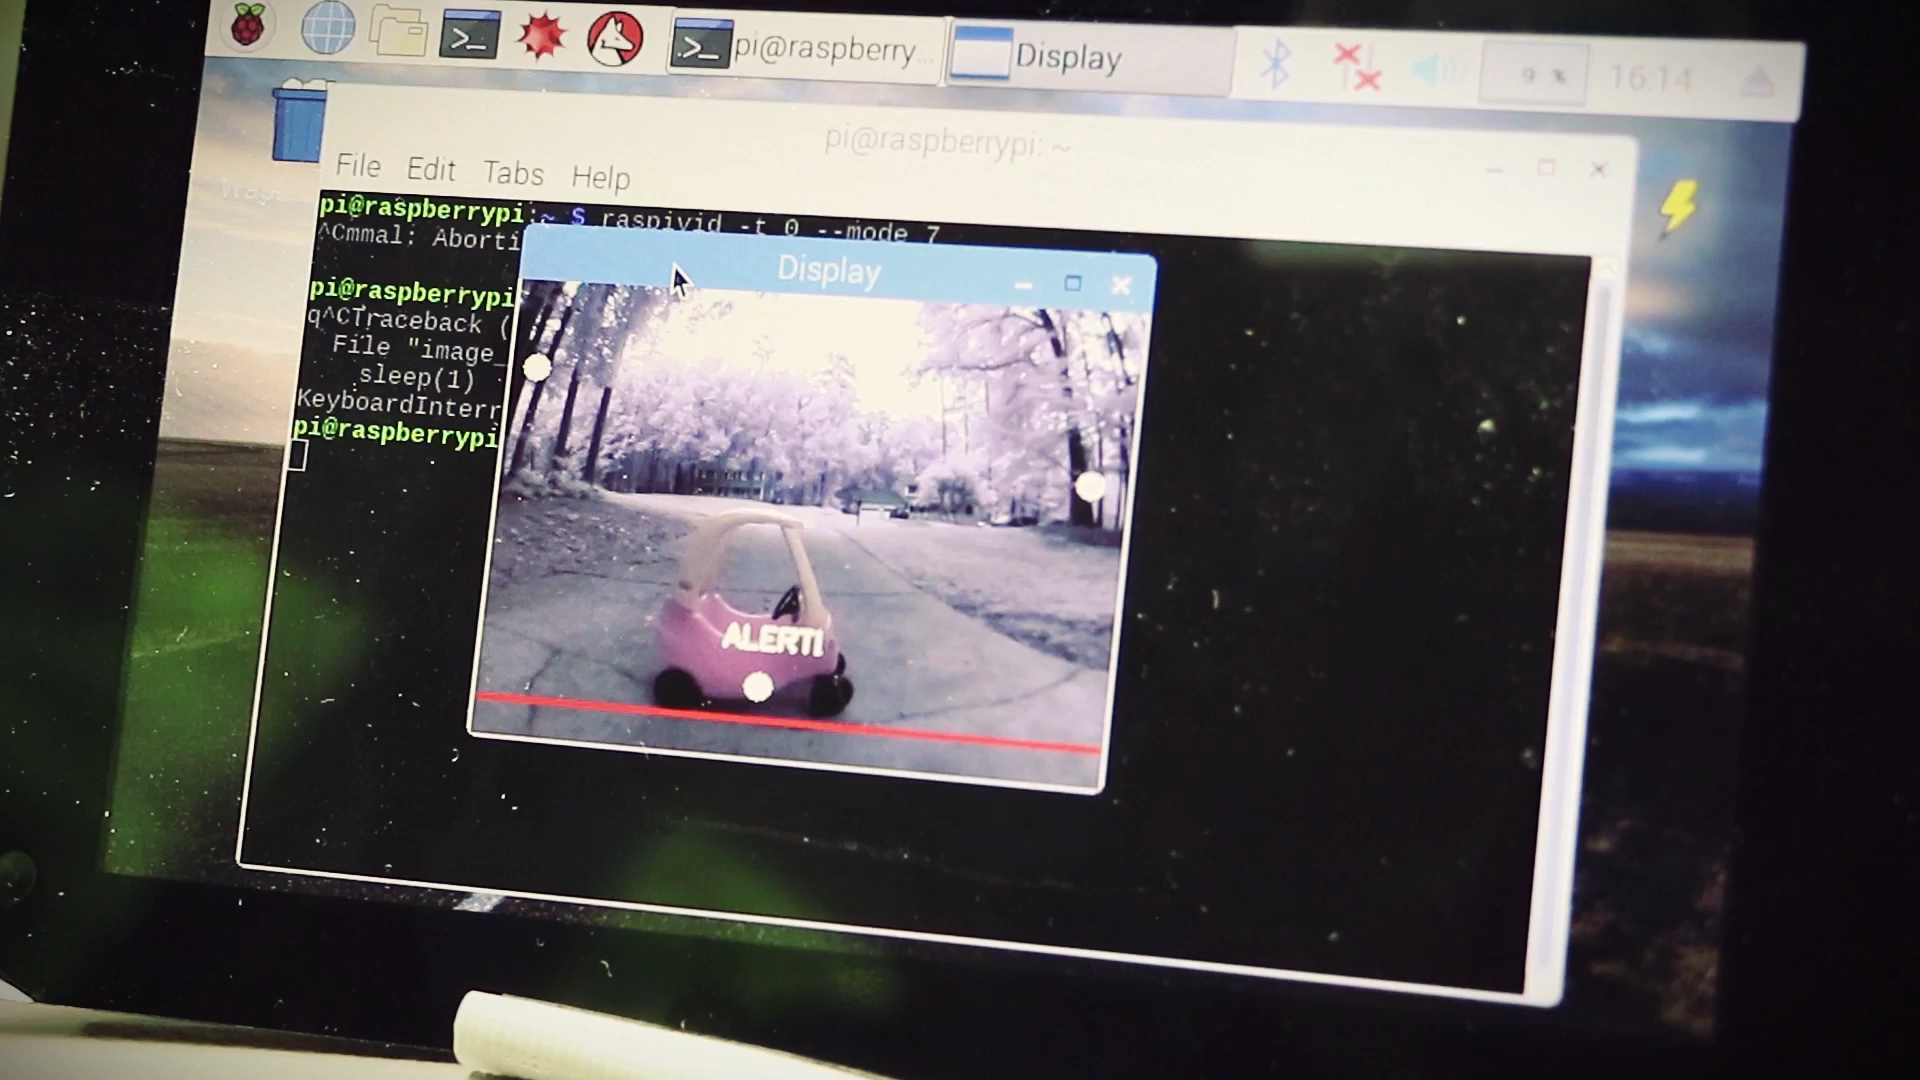 pi@raspberry...
Display
9 %
16:14
pi@raspberrypi: ~
File Edit Tabs Help
pi@raspberrypi:~ $ raspivid -t 0 --mode 7
^Cmmal: Aborti
Display
pi@raspberrypi
q^CTraceback (
File "image_
sleep(1)
KeyboardInterr
pi@raspberrypi
ALERT!